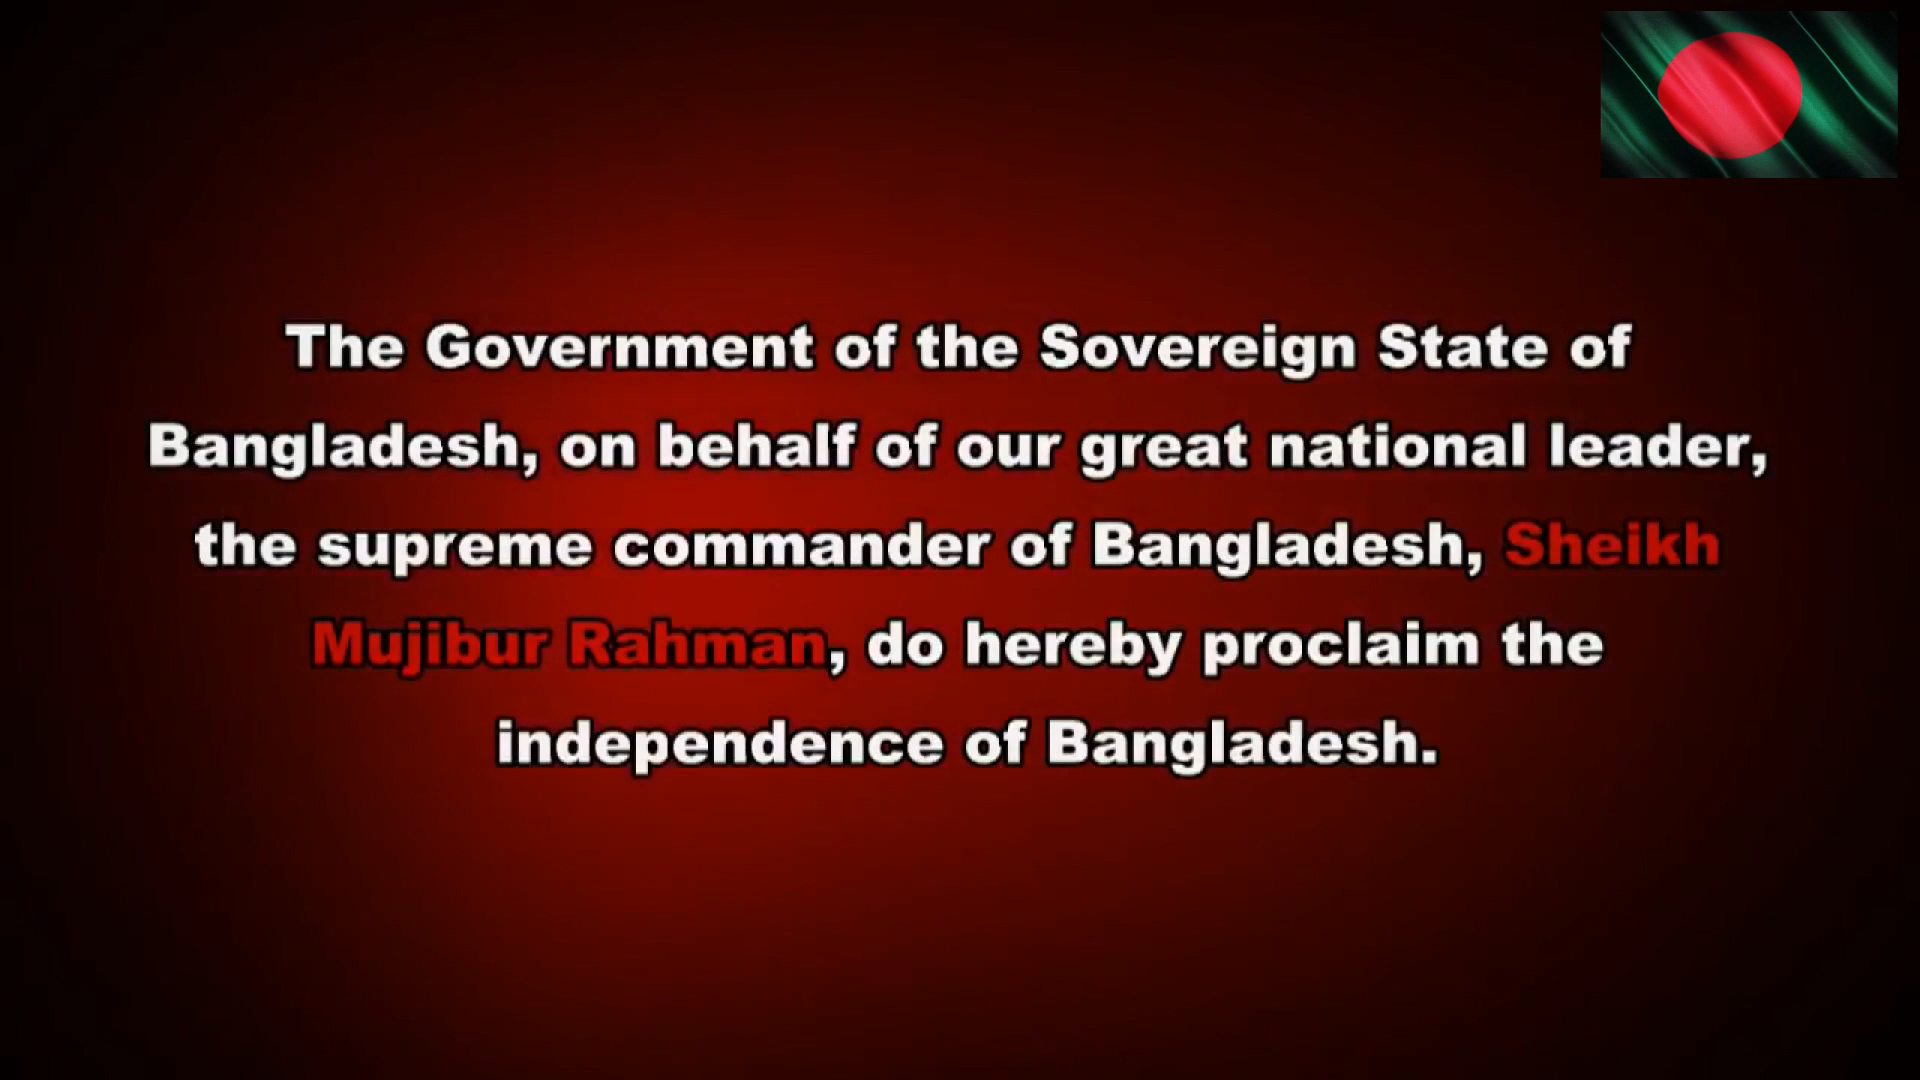 The Government of the Sovereign State of
Bangladesh, on behalf of our great national leader,
the supreme commander of Bangladesh, Sheikh
Mujibur Rahman, do hereby proclaim the
independence of Bangladesh.